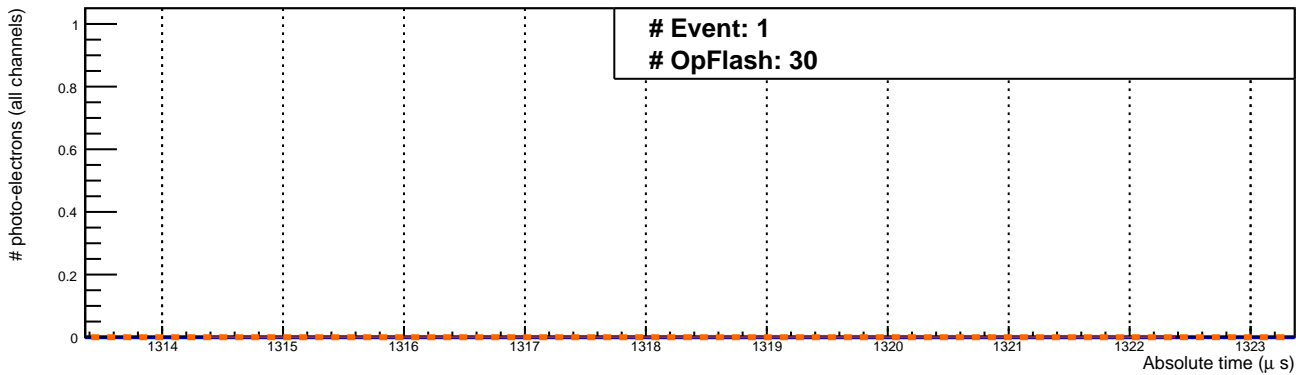 # Event: 1
# OpFlash: 30
# photo-electrons (all channels)
1
0.8
0.6
0.4
0.2
0
1314 1315 1316 1317 1318 1319 1320 1321 1322 1323
Absolute time (μ s)